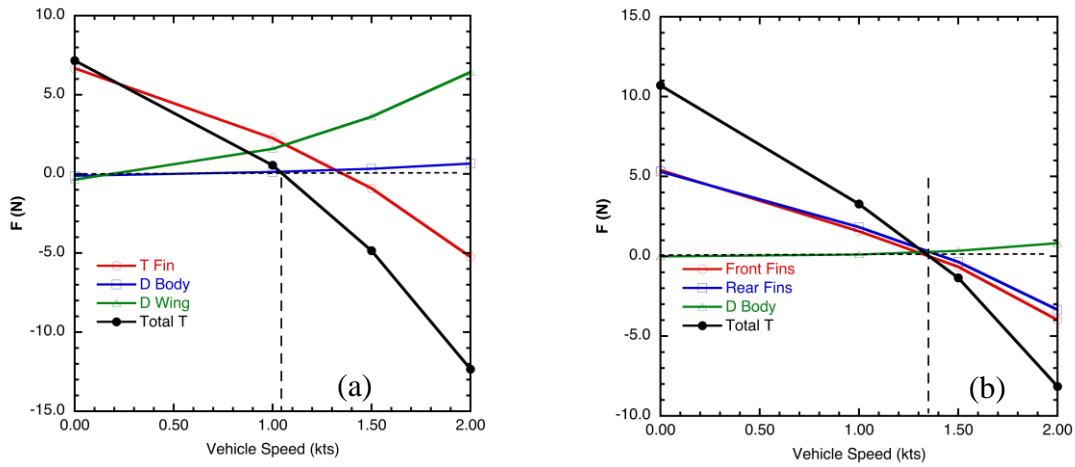 10.0
5.0
0.0
-5.0
-10.0
-15.0
F (N)
T Fin
D Body
D Wing
Total T
(a)
0.00
0.50
1.00
1.50
2.00
Vehicle Speed (kts)
15.0
10.0
5.0
0.0
-5.0
-10.0
F (N)
Front Fins
Rear Fins
D Body
Total T
(b)
0.00
0.50
1.00
1.50
2.00
Vehicle Speed (kts)